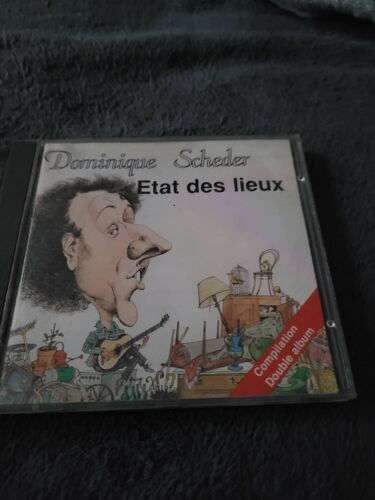 Dominique Scheder
Etat des lieux
Compilation
Double album